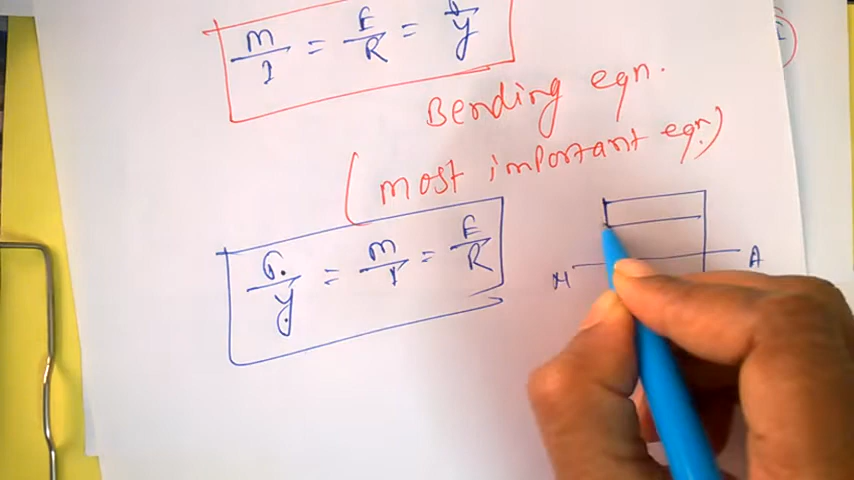 M/I = E/R = /y
Bending eqn.
(most important eqn)
σ/y = M/I = E/R
N A